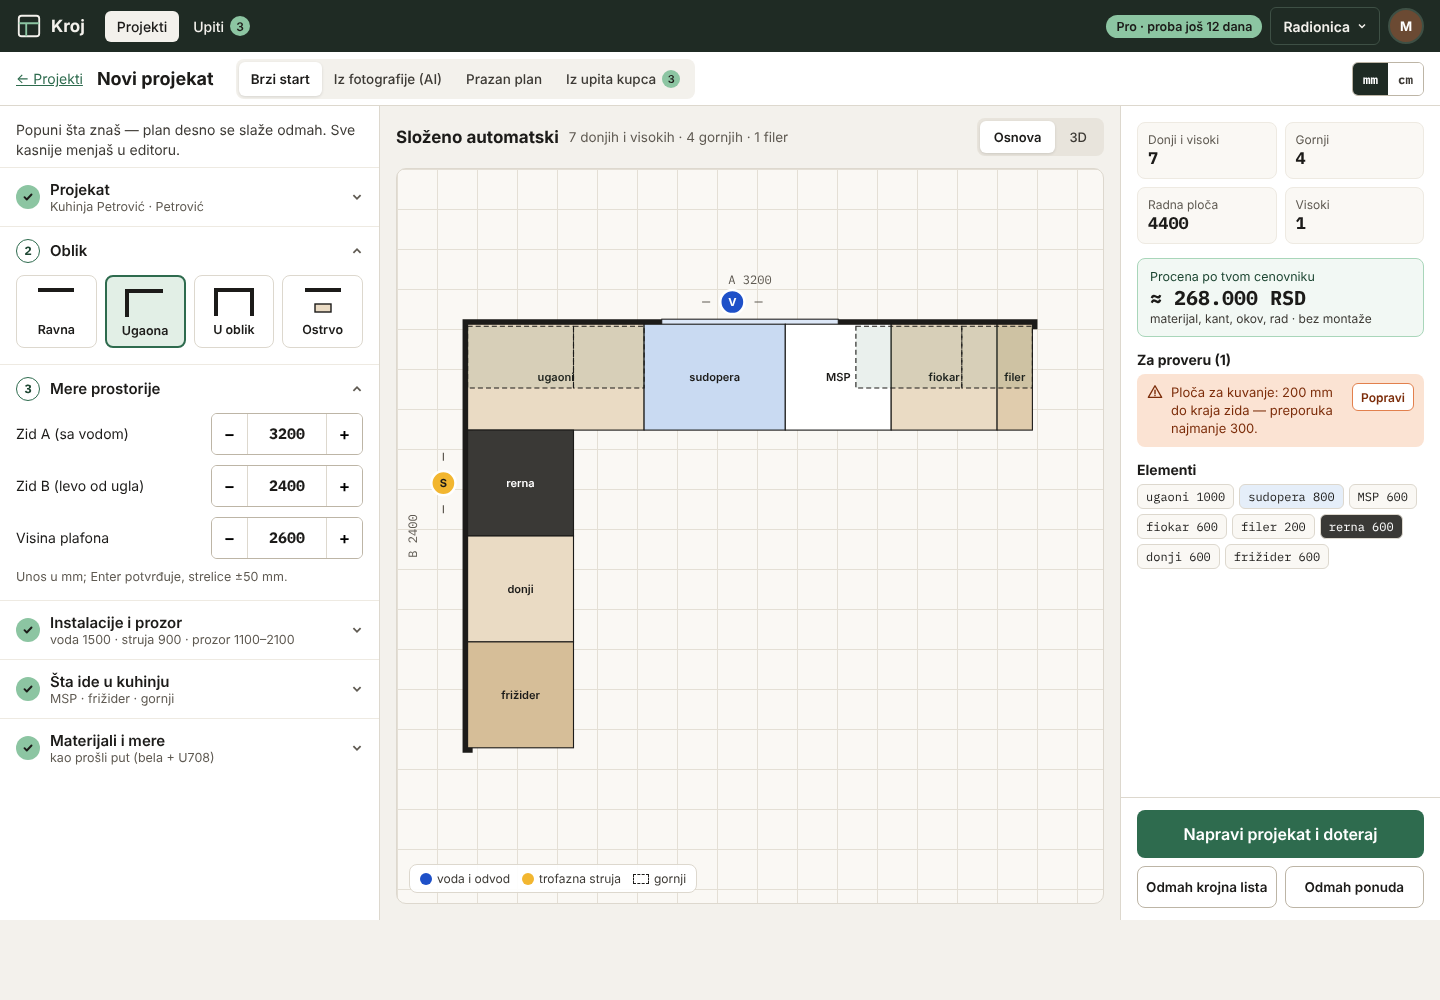 Kroj
Projekti
Upiti 3
Pro · proba još 12 dana
Radionica
M
← Projekti
Novi projekat
Brzi start
Iz fotografije (AI)
Prazan plan
Iz upita kupca 3
mm
cm
Popuni šta znaš — plan desno se slaže odmah. Sve
kasnije menjaš u editoru.
Projekat
Kuhinja Petrović · Petrović
2 Oblik
Ravna
Ugaona
U oblik
Ostrvo
3 Mere prostorije
Zid A (sa vodom) − 3200 +
Zid B (levo od ugla) − 2400 +
Visina plafona − 2600 +
Unos u mm; Enter potvrđuje, strelice ±50 mm.
Instalacije i prozor
voda 1500 · struja 900 · prozor 1100–2100
Šta ide u kuhinju
MSP · frižider · gornji
Materijali i mere
kao prošli put (bela + U708)
Složeno automatski 7 donjih i visokih · 4 gornjih · 1 filer
Osnova
3D
A 3200
V
ugaoni
sudopera
MSP
fiokar
filer
S
B 2400
rerna
donji
frižider
voda i odvod
trofazna struja
gornji
Donji i visoki
7
Gornji
4
Radna ploča
4400
Visoki
1
Procena po tvom cenovniku
≈ 268.000 RSD
materijal, kant, okov, rad · bez montaže
Za proveru (1)
Ploča za kuvanje: 200 mm
do kraja zida — preporuka
najmanje 300.
Popravi
Elementi
ugaoni 1000
sudopera 800
MSP 600
fiokar 600
filer 200
rerna 600
donji 600
frižider 600
Napravi projekat i doteraj
Odmah krojna lista
Odmah ponuda